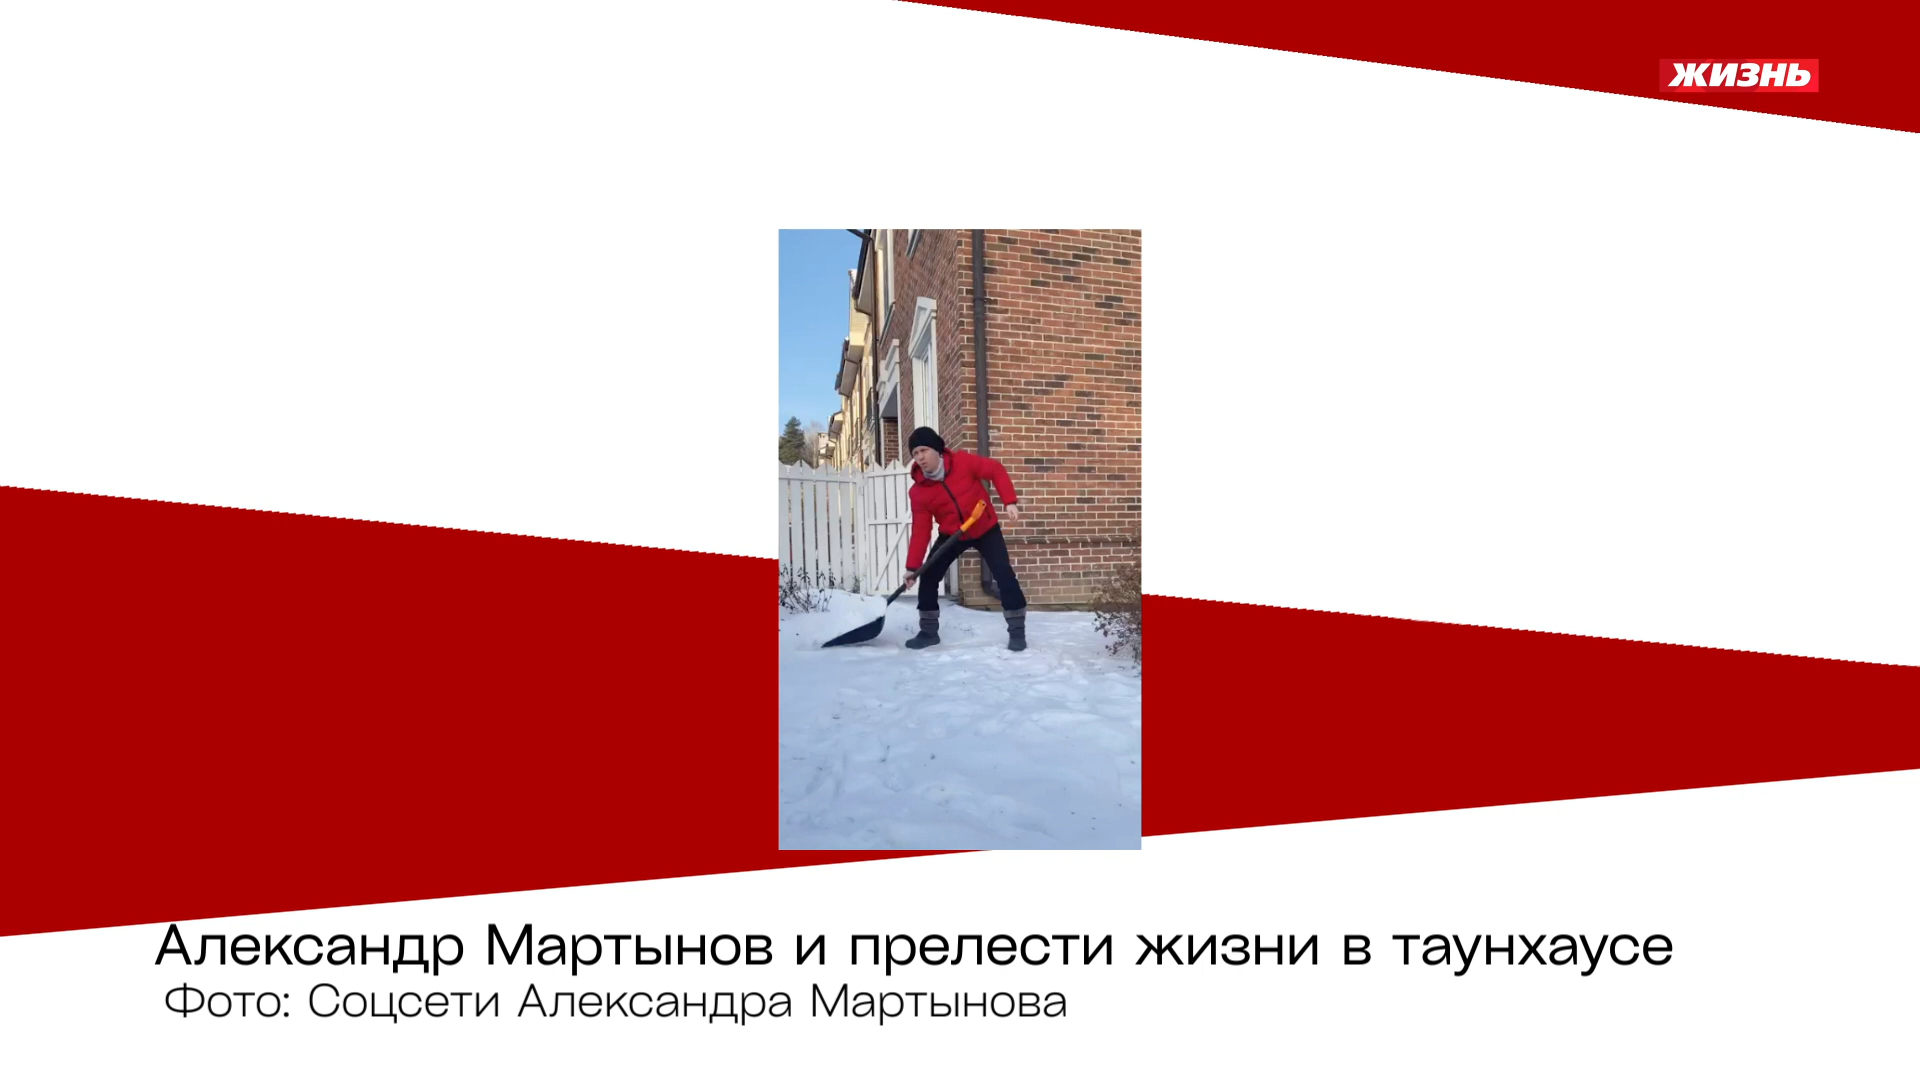 ЖИЗНЬ
Александр Мартынов и прелести жизни в таунхаусе
Фото: Соцсети Александра Мартынова